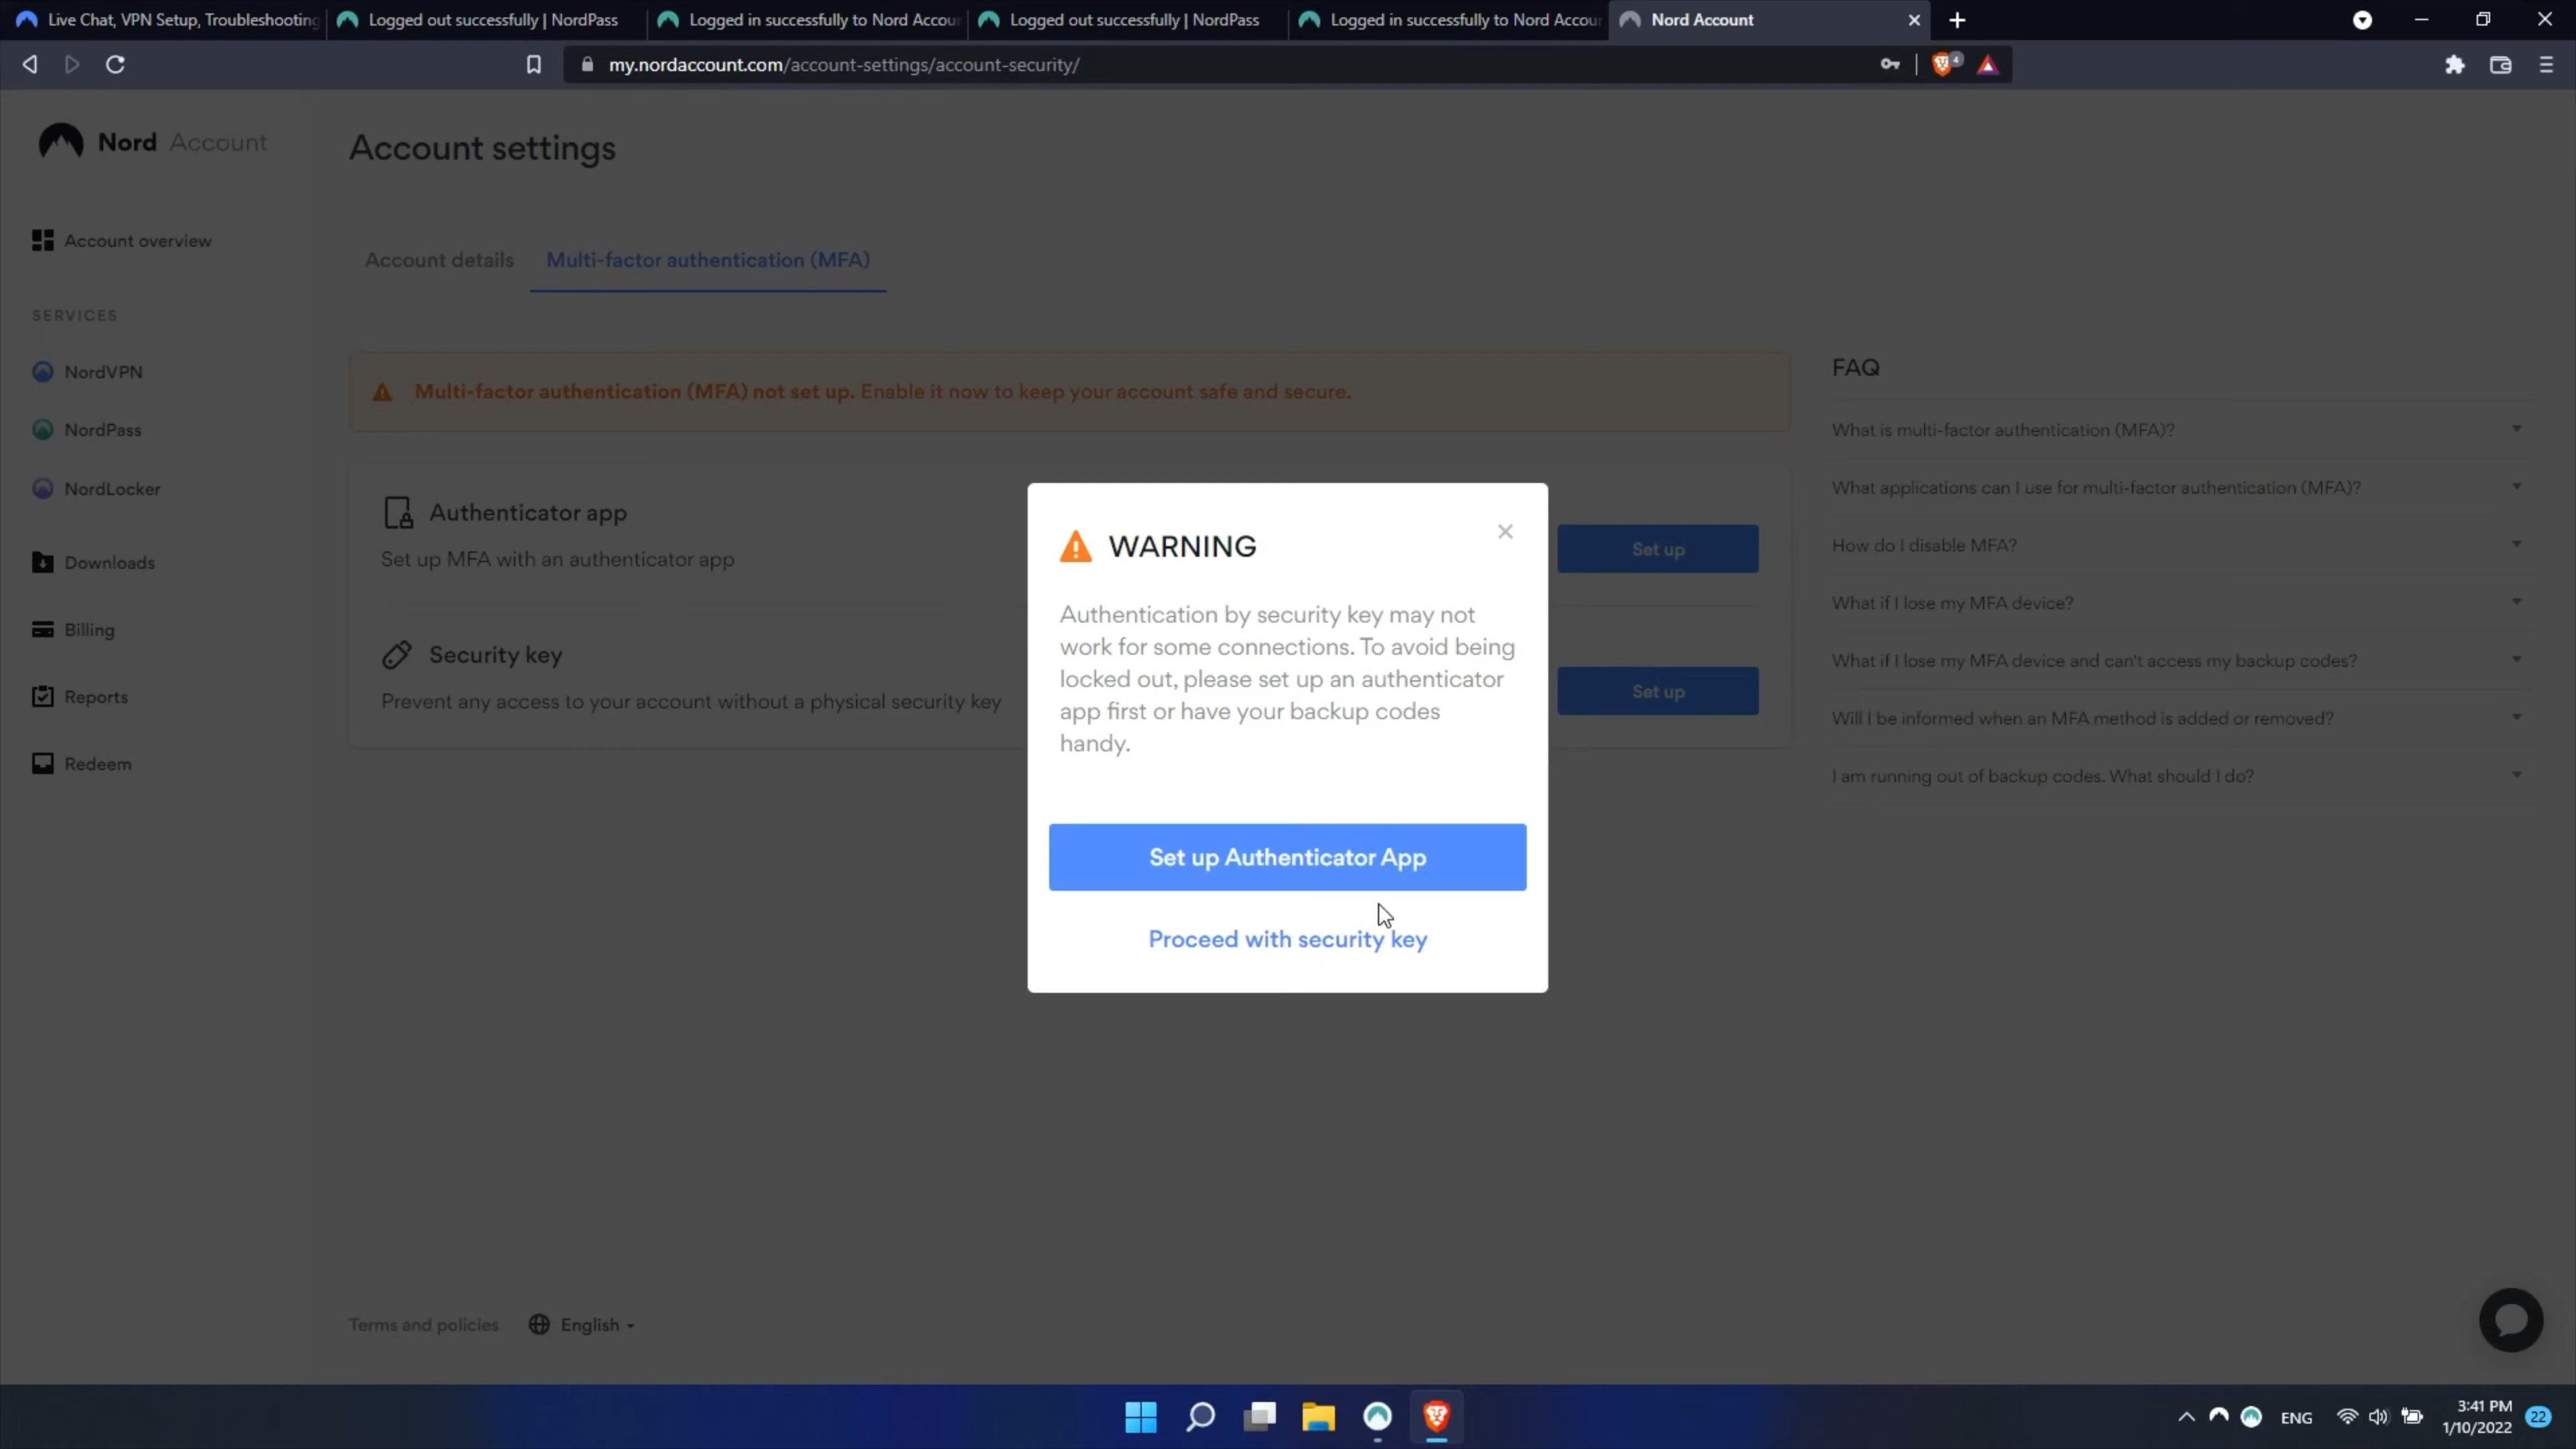 Live Chat, VPN Setup, Troubleshooting
Logged out successfully | NordPass
Logged in successfully to Nord Accou
Logged out successfully | NordPass
Logged in successfully to Nord Accou
Nord Account
my.nordaccount.com/account-settings/account-security/
4
Nord Account
Account settings
Account overview
Account details
Multi-factor authentication (MFA)
SERVICES
NordVPN
NordPass
NordLocker
Downloads
Billing
Reports
Redeem
Multi-factor authentication (MFA) not set up. Enable it now to keep your account safe and secure.
Authenticator app
Set up MFA with an authenticator app
Set up
Security key
Prevent any access to your account without a physical security key
Set up
FAQ
What is multi-factor authentication (MFA)?
What applications can I use for multi-factor authentication (MFA)?
How do I disable MFA?
What if I lose my MFA device?
What if I lose my MFA device and can't access my backup codes?
Will I be informed when an MFA method is added or removed?
I am running out of backup codes. What should I do?
WARNING
Authentication by security key may not
work for some connections. To avoid being
locked out, please set up an authenticator
app first or have your backup codes
handy.
Set up Authenticator App
Proceed with security key
Terms and policies
English
ENG
3:41 PM
1/10/2022
22